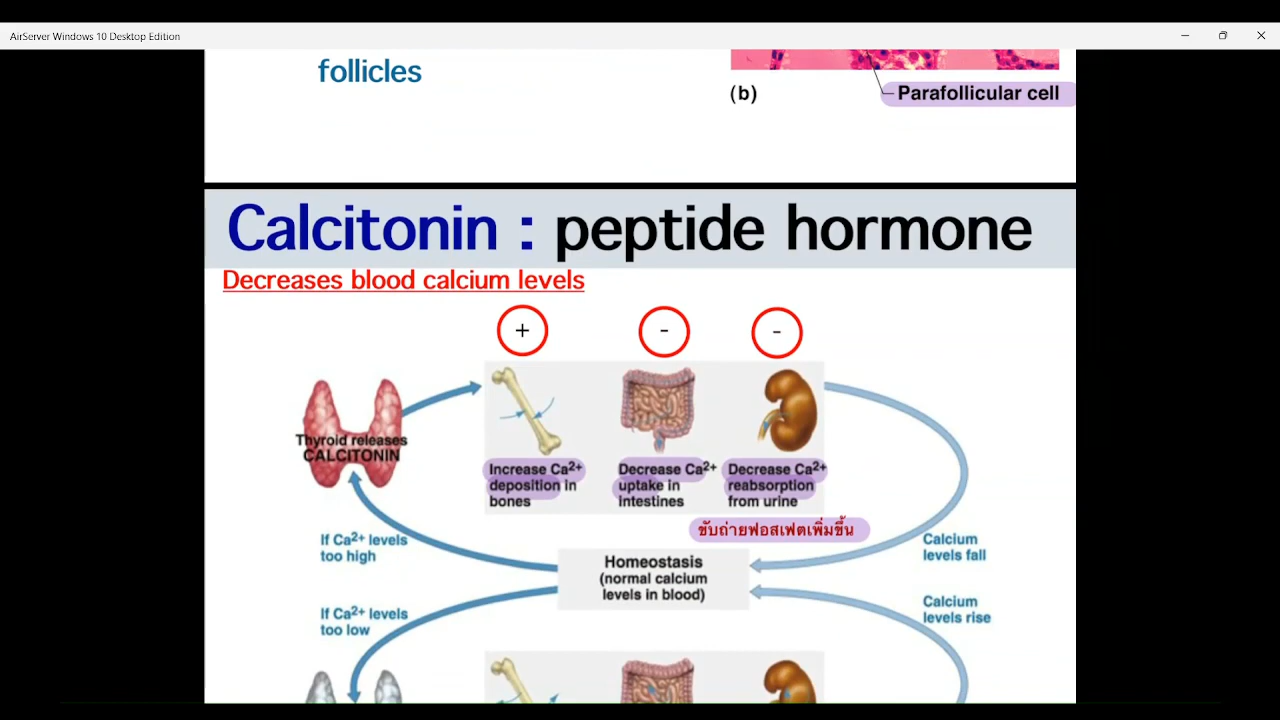 AirServer Windows 10 Desktop Edition
follicles
(b)
Parafollicular cell
Calcitonin : peptide hormone
Decreases blood calcium levels
+
-
-
Thyroid releases
CALCITONIN
Increase Ca2+
deposition in
bones
Decrease Ca2+
uptake in
intestines
Decrease Ca2+
reabsorption
from urine
ขับถ่ายฟอสเฟตเพิ่มขึ้น
If Ca2+ levels
too high
Homeostasis
(normal calcium
levels in blood)
Calcium
levels fall
If Ca2+ levels
too low
Calcium
levels rise